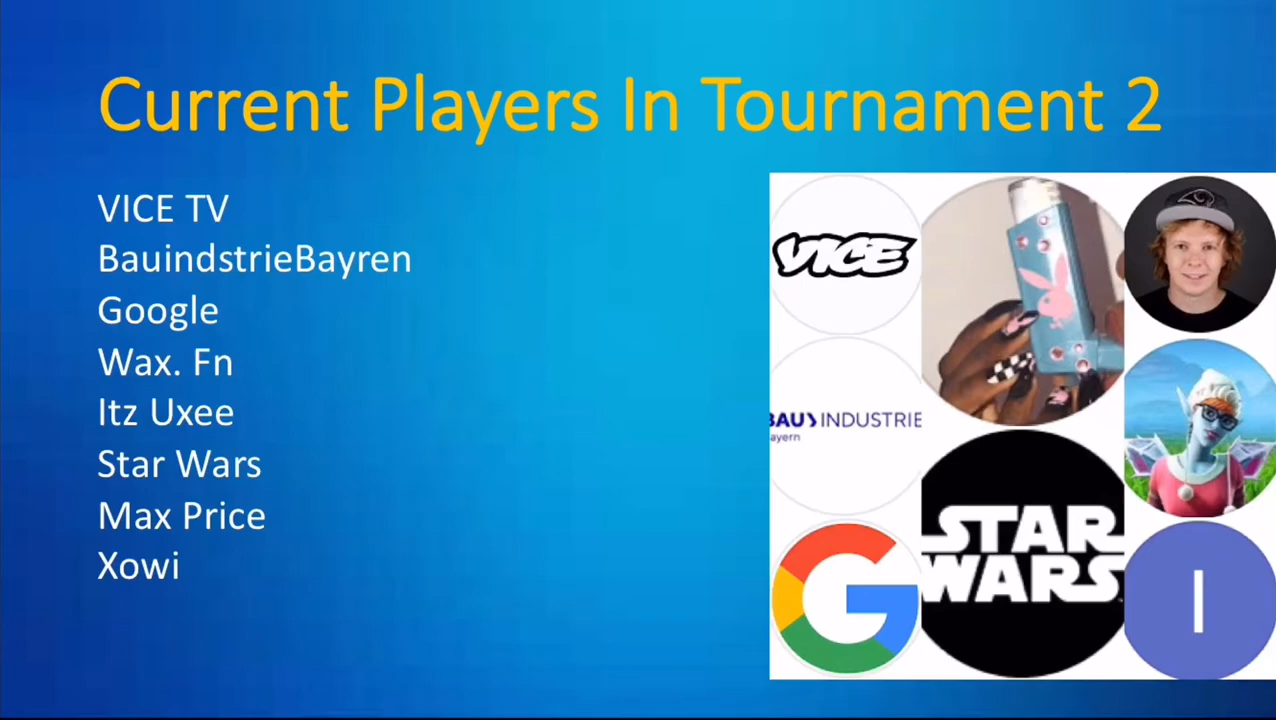 Current Players In Tournament 2
VICE TV
BauindstrieBayren
Google
Wax. Fn
Itz Uxee
Star Wars
Max Price
Xowi
VICE
BAU INDUSTRIE
ayern
G
STAR
WARS
I